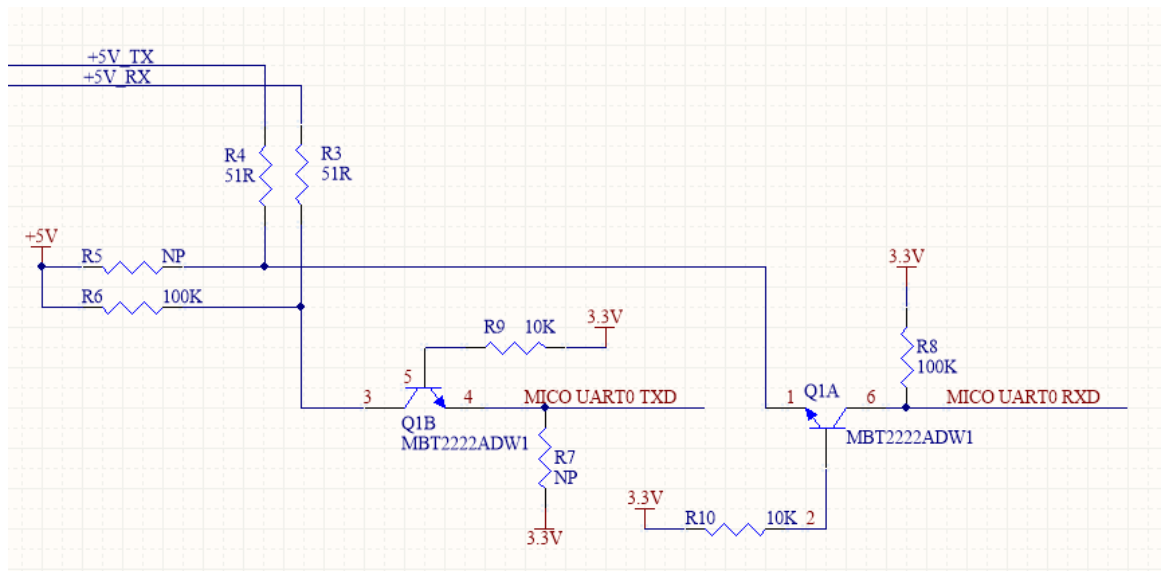 +5V_TX
+5V_RX
R4
51R
R3
51R
+5V
R5 NP
R6 100K
3.3V
R9 10K
3.3V
R8
100K
5
3
4
MICO UART0 TXD
1
Q1A
6
MICO UART0 RXD
Q1B
MBT2222ADW1
MBT2222ADW1
R7
NP
3.3V
3.3V
R10 10K 2